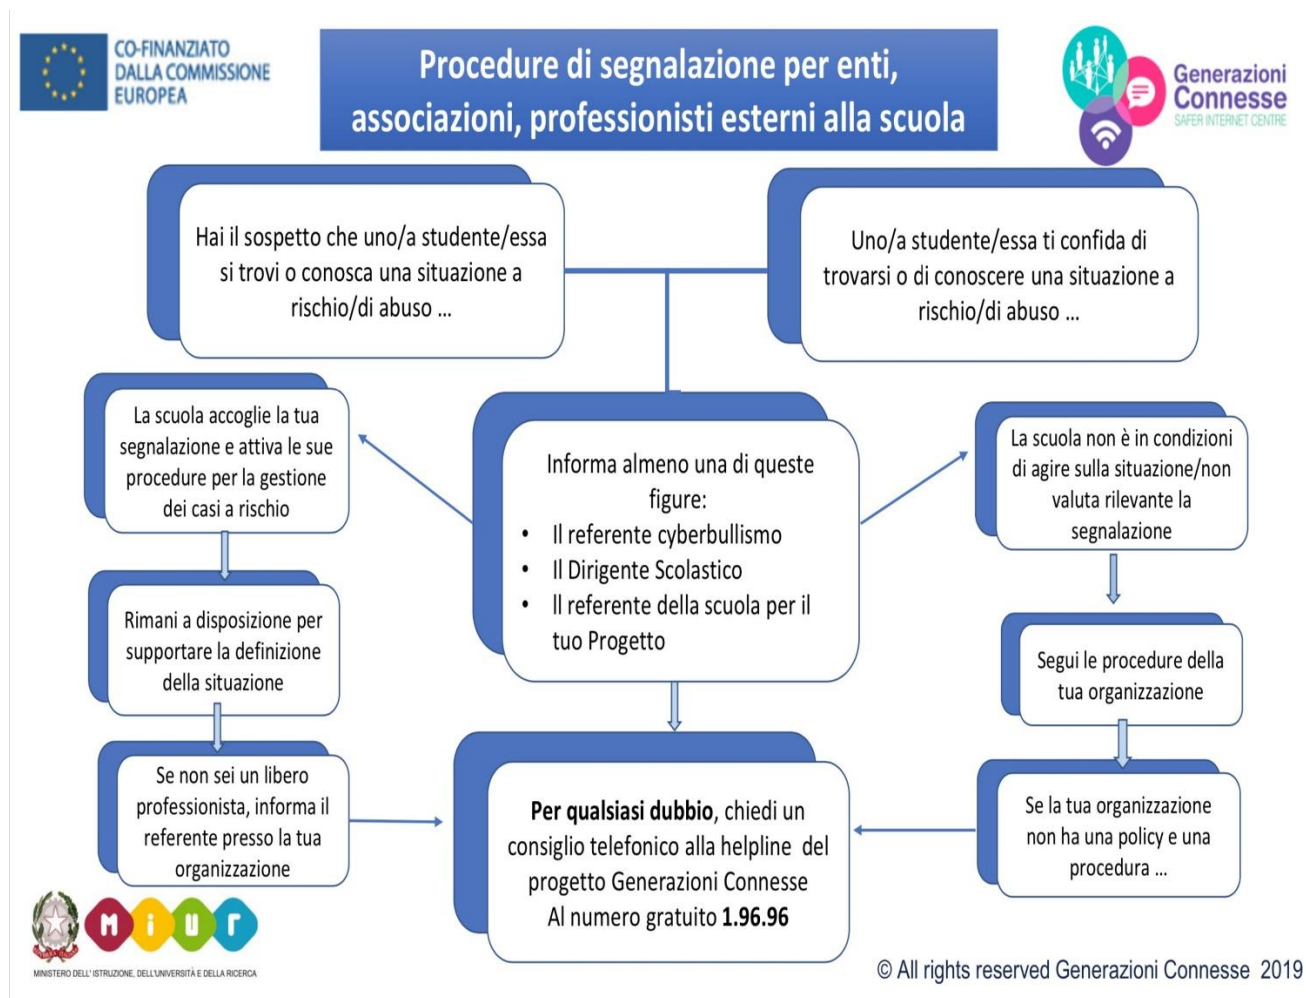 CO-FINANZIATO
DALLA COMMISSIONE
EUROPEA
Procedure di segnalazione per enti,
associazioni, professionisti esterni alla scuola
Generazioni
Connesse
SAFER INTERNET CENTRE
Hai il sospetto che uno/a studente/essa
si trovi o conosca una situazione a
rischio/di abuso ...
Uno/a studente/essa ti confida di
trovarsi o di conoscere una situazione a
rischio/di abuso ...
La scuola accoglie la tua
segnalazione e attiva le sue
procedure per la gestione
dei casi a rischio
Informa almeno una di queste
figure:
• Il referente cyberbullismo
• Il Dirigente Scolastico
• Il referente della scuola per il
tuo Progetto
La scuola non è in condizioni
di agire sulla situazione/non
valuta rilevante la
segnalazione
Rimani a disposizione per
supportare la definizione
della situazione
Segui le procedure della
tua organizzazione
Se non sei un libero
professionista, informa il
referente presso la tua
organizzazione
Per qualsiasi dubbio, chiedi un
consiglio telefonico alla helpline del
progetto Generazioni Connesse
Al numero gratuito 1.96.96
Se la tua organizzazione
non ha una policy e una
procedura ...
miur
MINISTERO DELL' ISTRUZIONE, DELL'UNIVERSITÀ E DELLA RICERCA
© All rights reserved Generazioni Connesse 2019